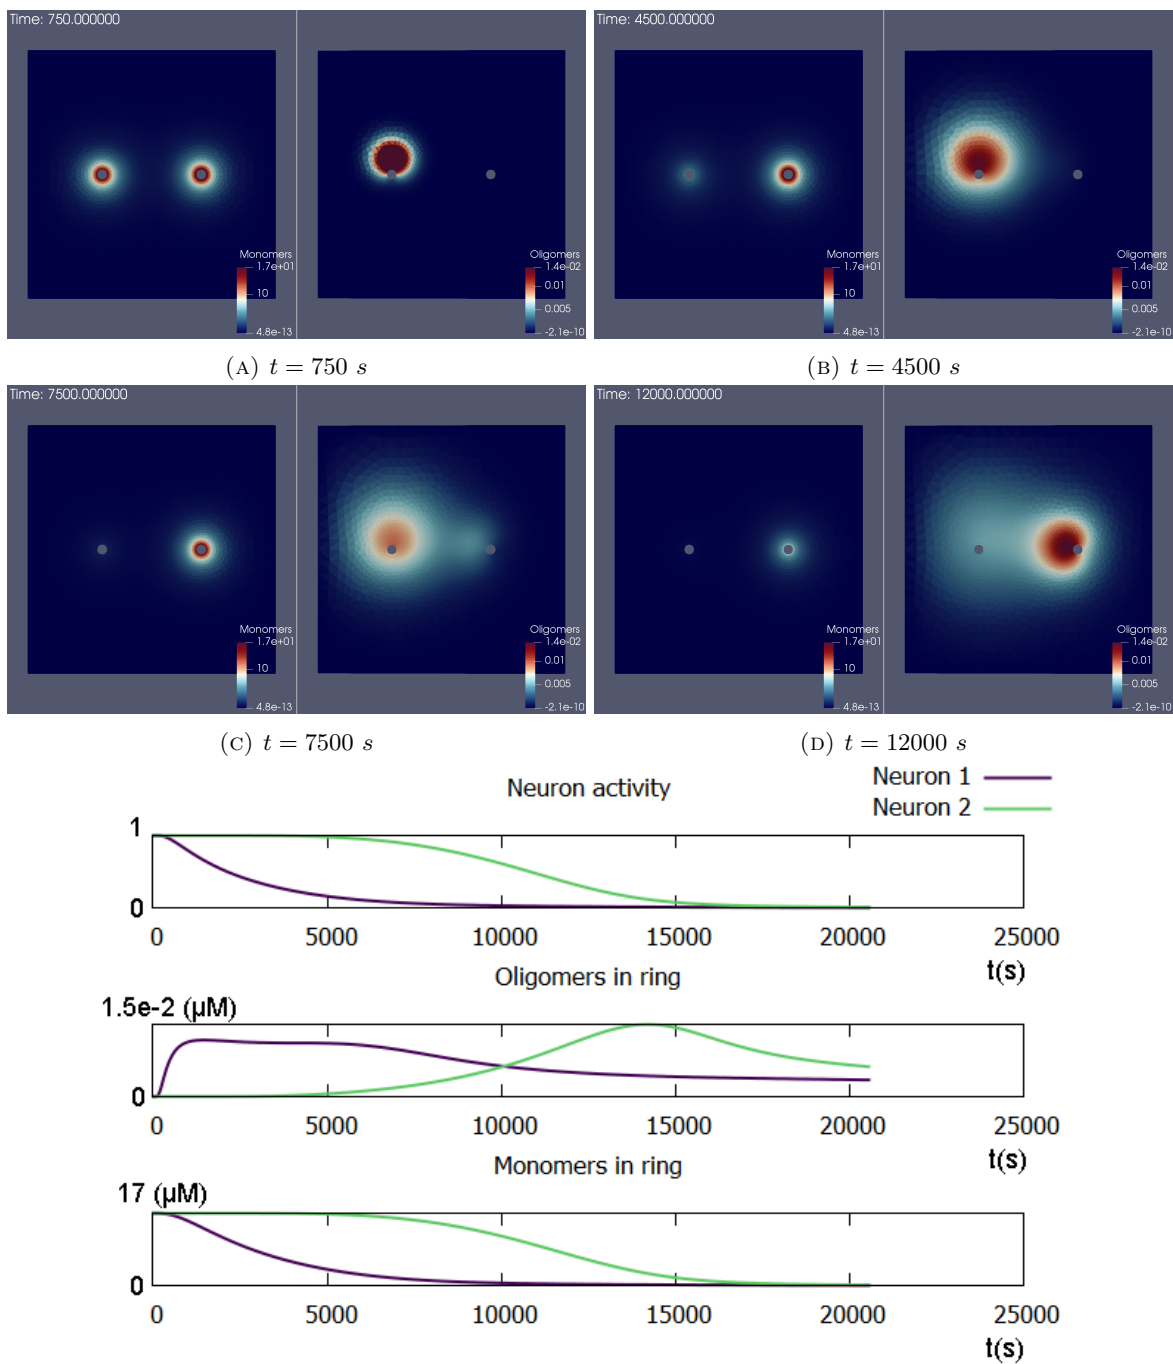 Time: 750.000000
Monomers
1.7e+01
10
4.8e-13
Oligomers
1.4e-02
0.01
0.005
-2.1e-10
Time: 4500.000000
Monomers
1.7e+01
10
4.8e-13
Oligomers
1.4e-02
0.01
0.005
-2.1e-10
(A) t = 750 s
(B) t = 4500 s
Time: 7500.000000
Monomers
1.7e+01
10
4.8e-13
Oligomers
1.4e-02
0.01
0.005
-2.1e-10
Time: 12000.000000
Monomers
1.7e+01
10
4.8e-13
Oligomers
1.4e-02
0.01
0.005
-2.1e-10
(C) t = 7500 s
(D) t = 12000 s
Neuron activity
Neuron 1
Neuron 2
1
0
0 5000 10000 15000 20000 25000
t(s)
Oligomers in ring
1.5e-2 (μM)
0
0 5000 10000 15000 20000 25000
t(s)
Monomers in ring
17 (μM)
0
0 5000 10000 15000 20000 25000
t(s)